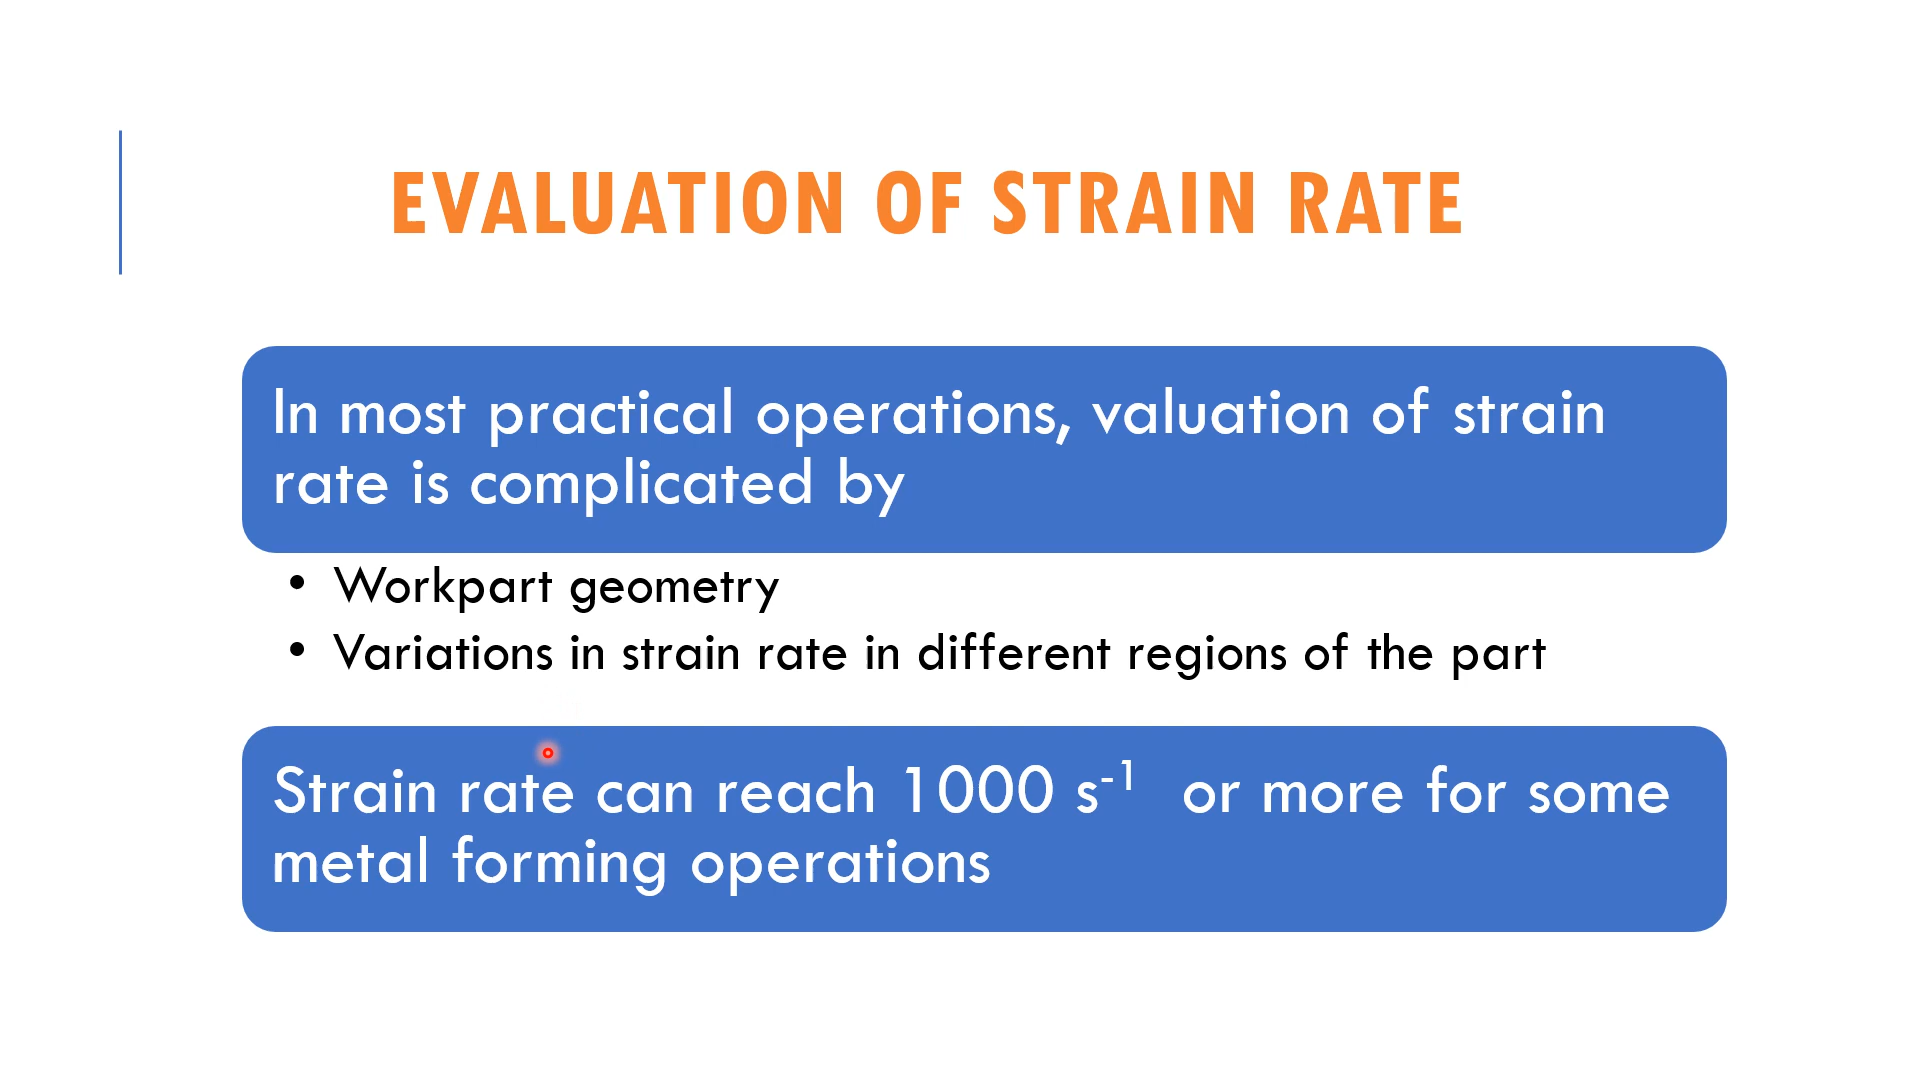 EVALUATION OF STRAIN RATE
In most practical operations, valuation of strain
rate is complicated by
• Workpart geometry
• Variations in strain rate in different regions of the part
Strain rate can reach 1000 s⁻¹ or more for some
metal forming operations